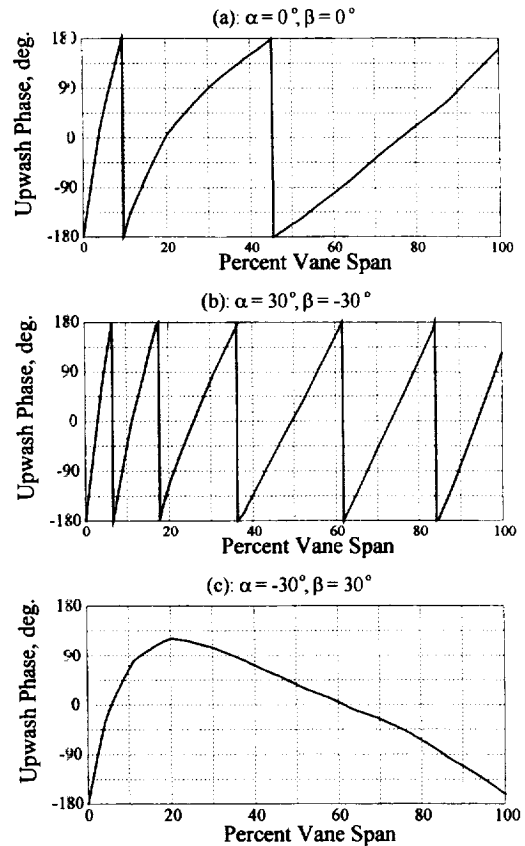 (a): α = 0°, β = 0°
Upwash Phase, deg.
180
90
0
-90
-180
0 20 40 60 80 100
Percent Vane Span
(b): α = 30°, β = -30°
Upwash Phase, deg.
180
90
0
-90
-180
0 20 40 60 80 100
Percent Vane Span
(c): α = -30°, β = 30°
Upwash Phase, deg.
180
90
0
-90
-180
0 20 40 60 80 100
Percent Vane Span